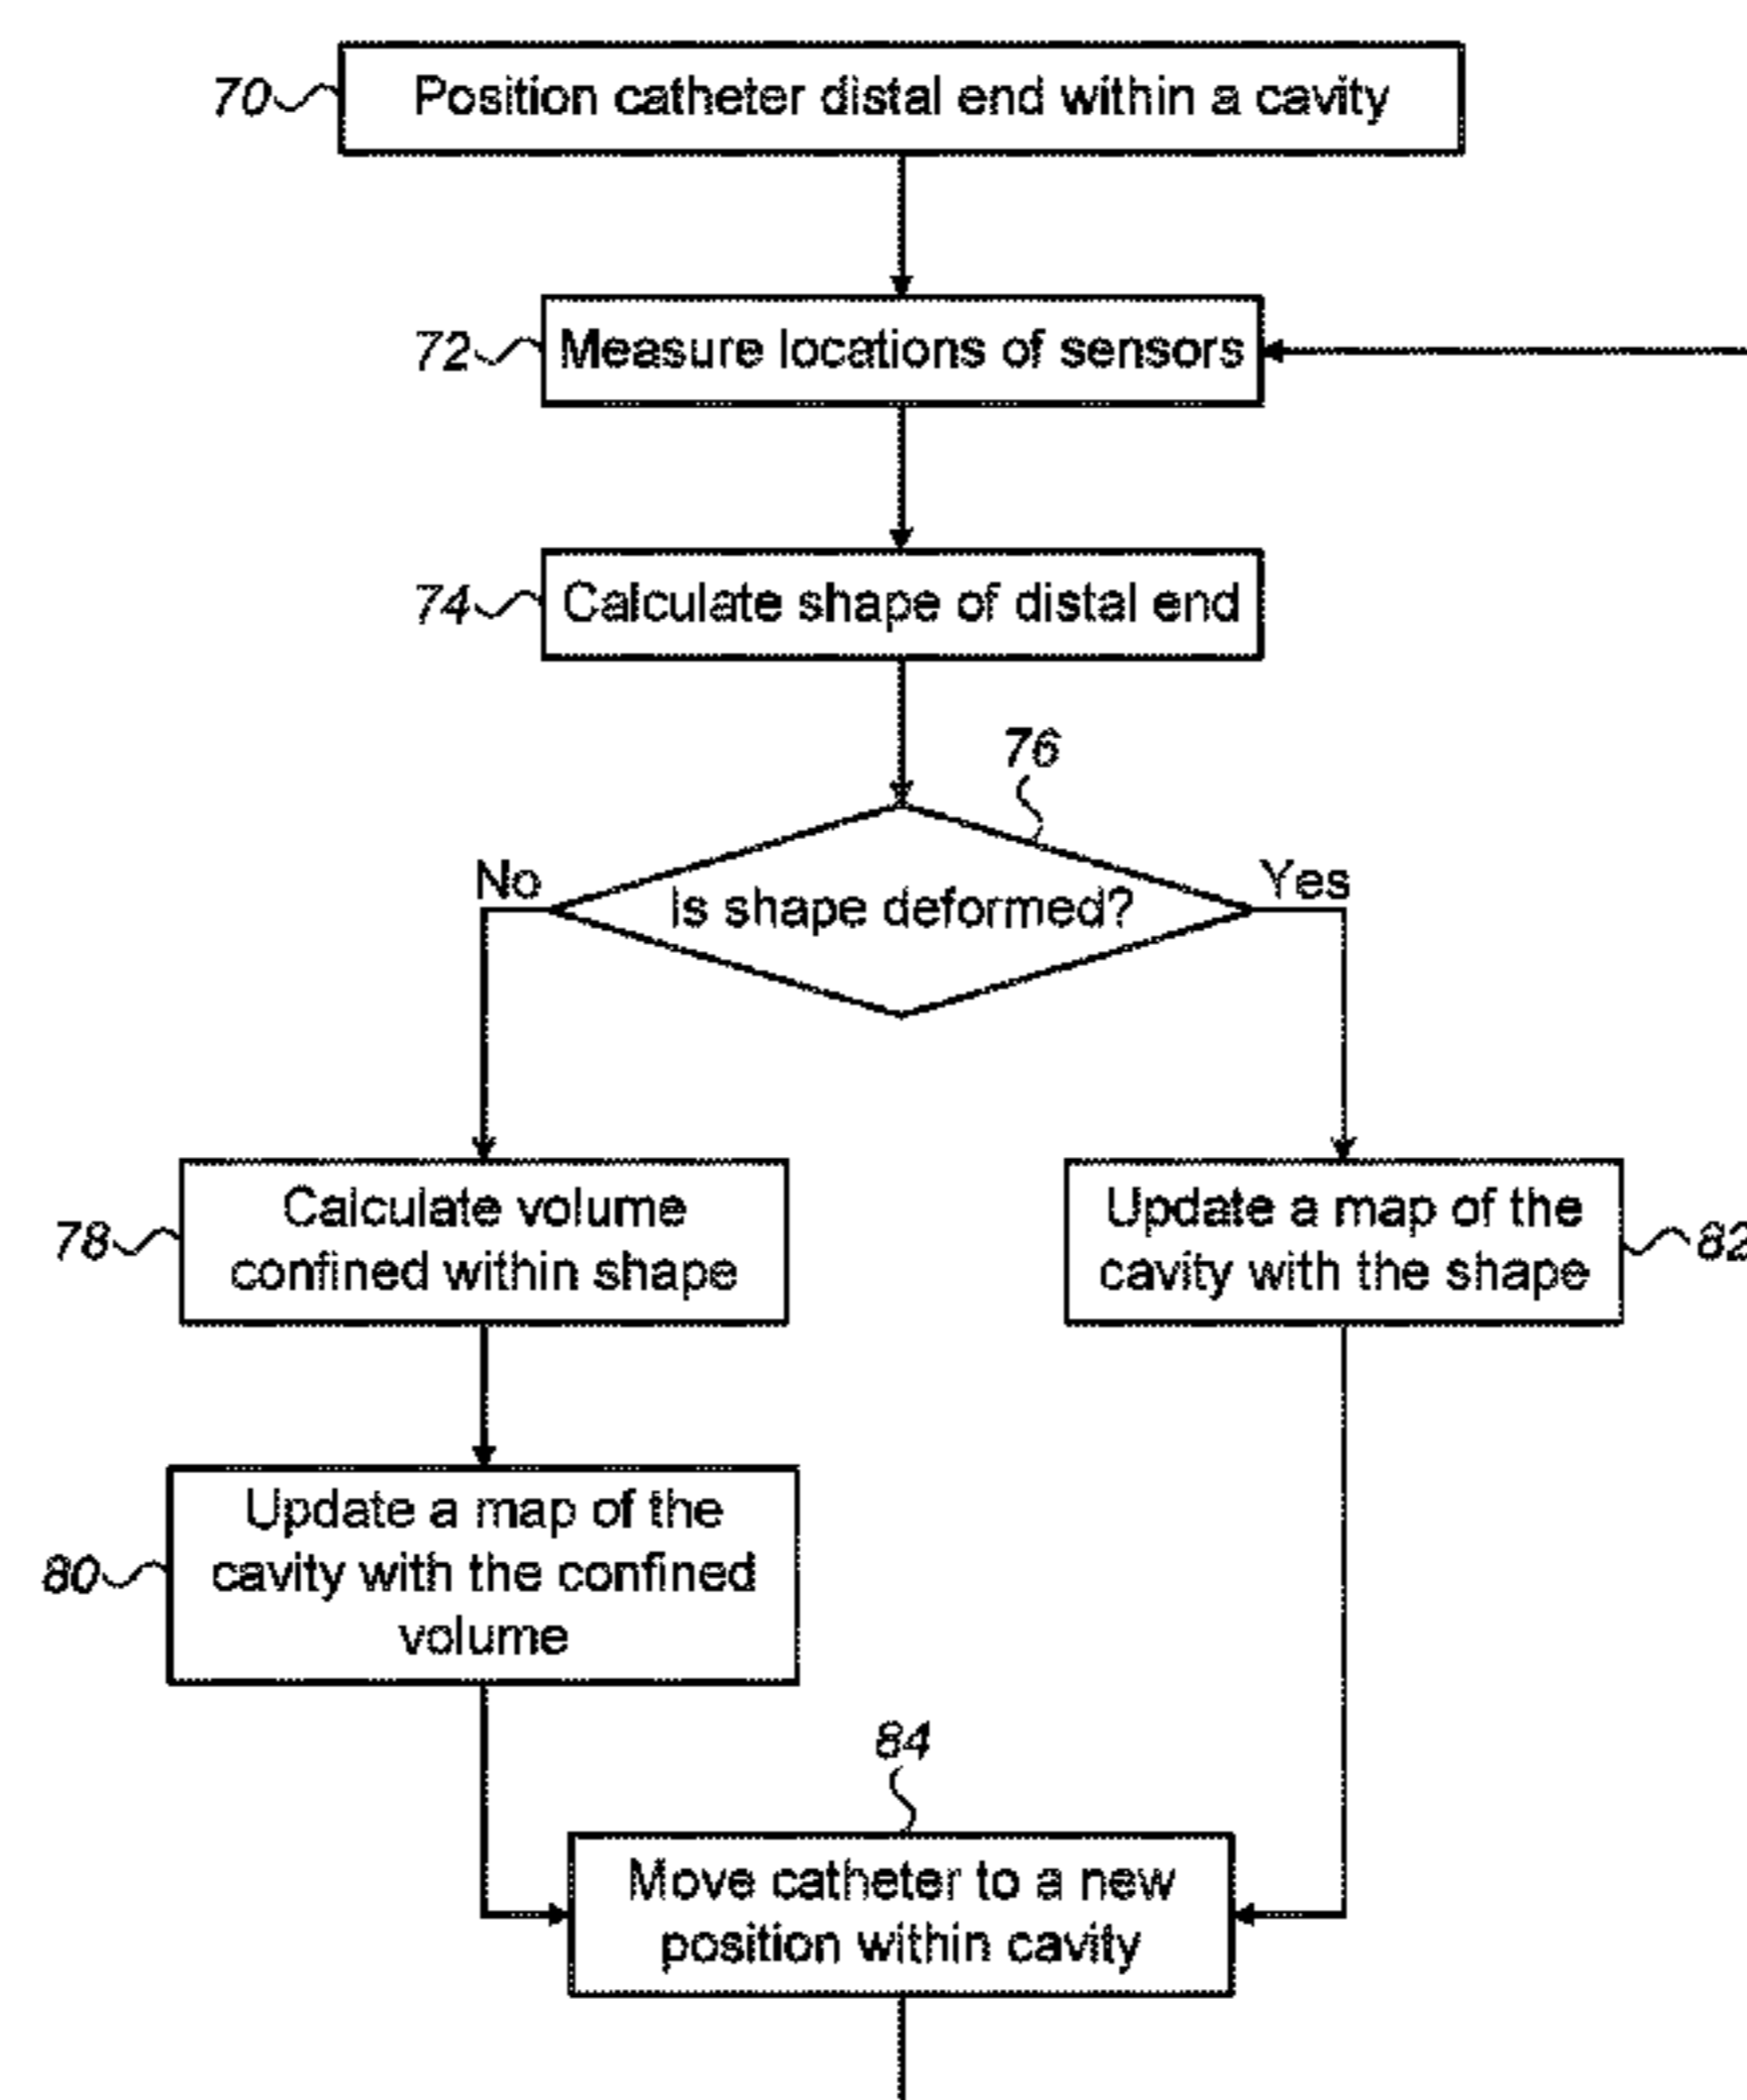 70
Position catheter distal end within a cavity
72
Measure locations of sensors
74
Calculate shape of distal end
76
No
Is shape deformed?
Yes
78
Calculate volume
confined within shape
Update a map of the
cavity with the shape
82
80
Update a map of the
cavity with the confined
volume
84
Move catheter to a new
position within cavity